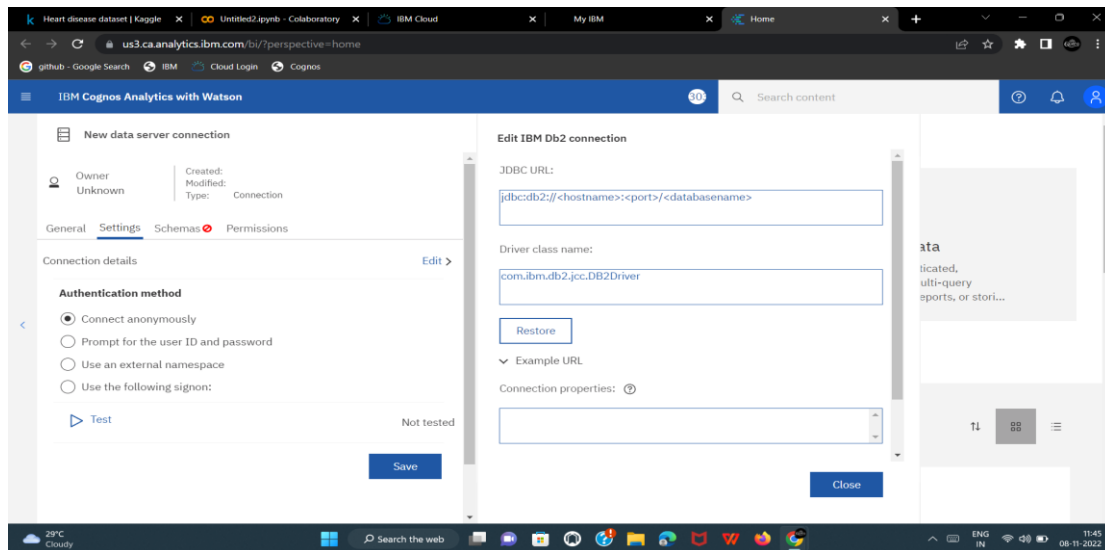 Heart disease dataset | Kaggle
Untitled2.ipynb - Colaboratory
IBM Cloud
My IBM
Home
us3.ca.analytics.ibm.com/bi/?perspective=home
github - Google Search
IBM
Cloud Login
Cognos
IBM Cognos Analytics with Watson
30
Search content
New data server connection
Owner
Unknown
Created:
Modified:
Type: Connection
General Settings Schemas Permissions
Connection details Edit
Authentication method
Connect anonymously
Prompt for the user ID and password
Use an external namespace
Use the following signon:
Test
Not tested
Save
Edit IBM Db2 connection
JDBC URL:
jdbc:db2://<hostname>:<port>/<databasename>
Driver class name:
com.ibm.db2.jcc.DB2Driver
Restore
Example URL
Connection properties:
Close
ata
ticated,
ulti-query
eports, or stori...
29°C
Cloudy
Search the web
ENG
IN
11:45
08-11-2022